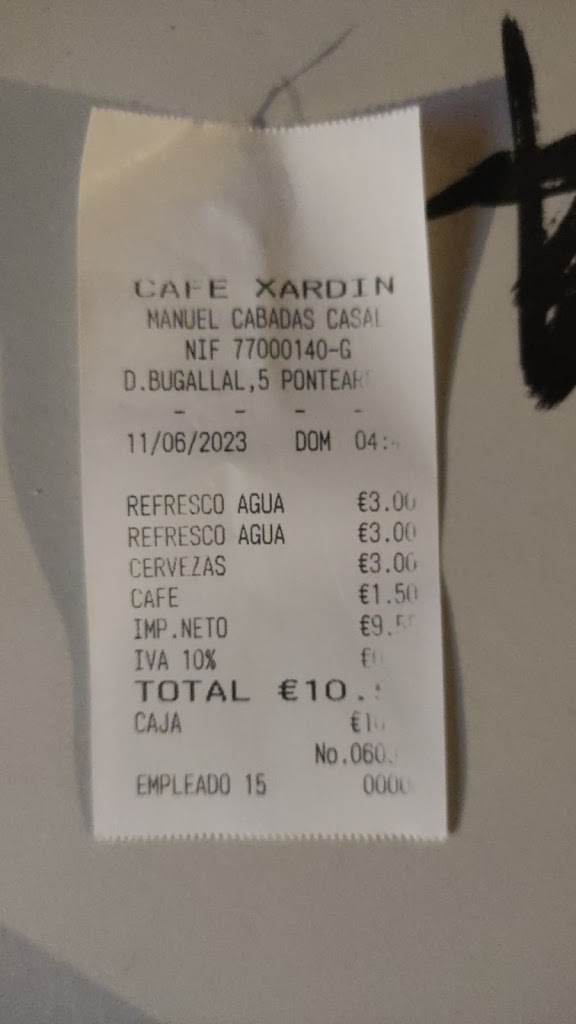 CAFE XARDIN
MANUEL CABADAS CASAL
NIF 77000140-G
D.BUGALLAL,5
- - - -
11/06/2023 DOM
REFRESCO AGUA €3.00
REFRESCO AGUA €3.00
CERVEZAS €3.00
CAFE €1.50
IMP.NETO
IVA 10%
TOTAL
CAJA
EMPLEADO 15